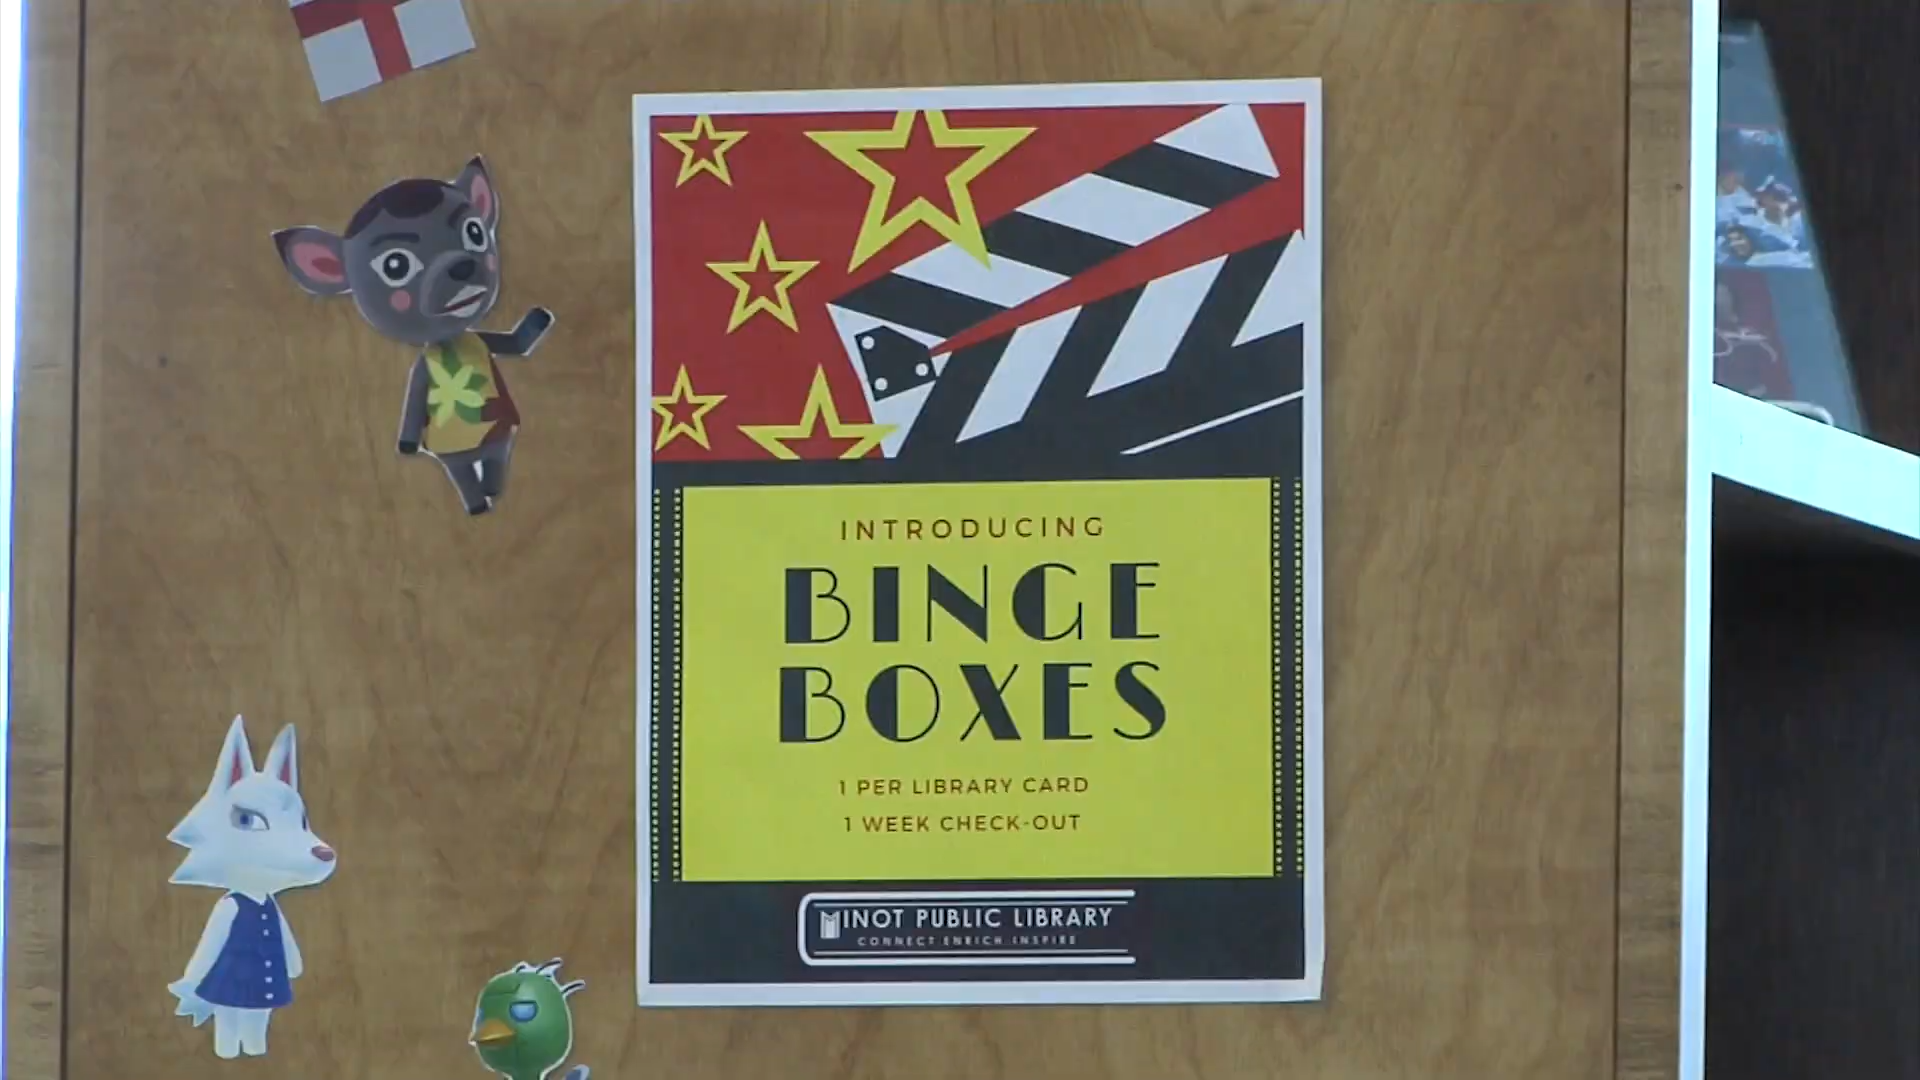 INTRODUCING
BINGE
BOXES
1 PER LIBRARY CARD
1 WEEK CHECK-OUT
MINOT PUBLIC LIBRARY
CONNECT.ENRICH.INSPIRE